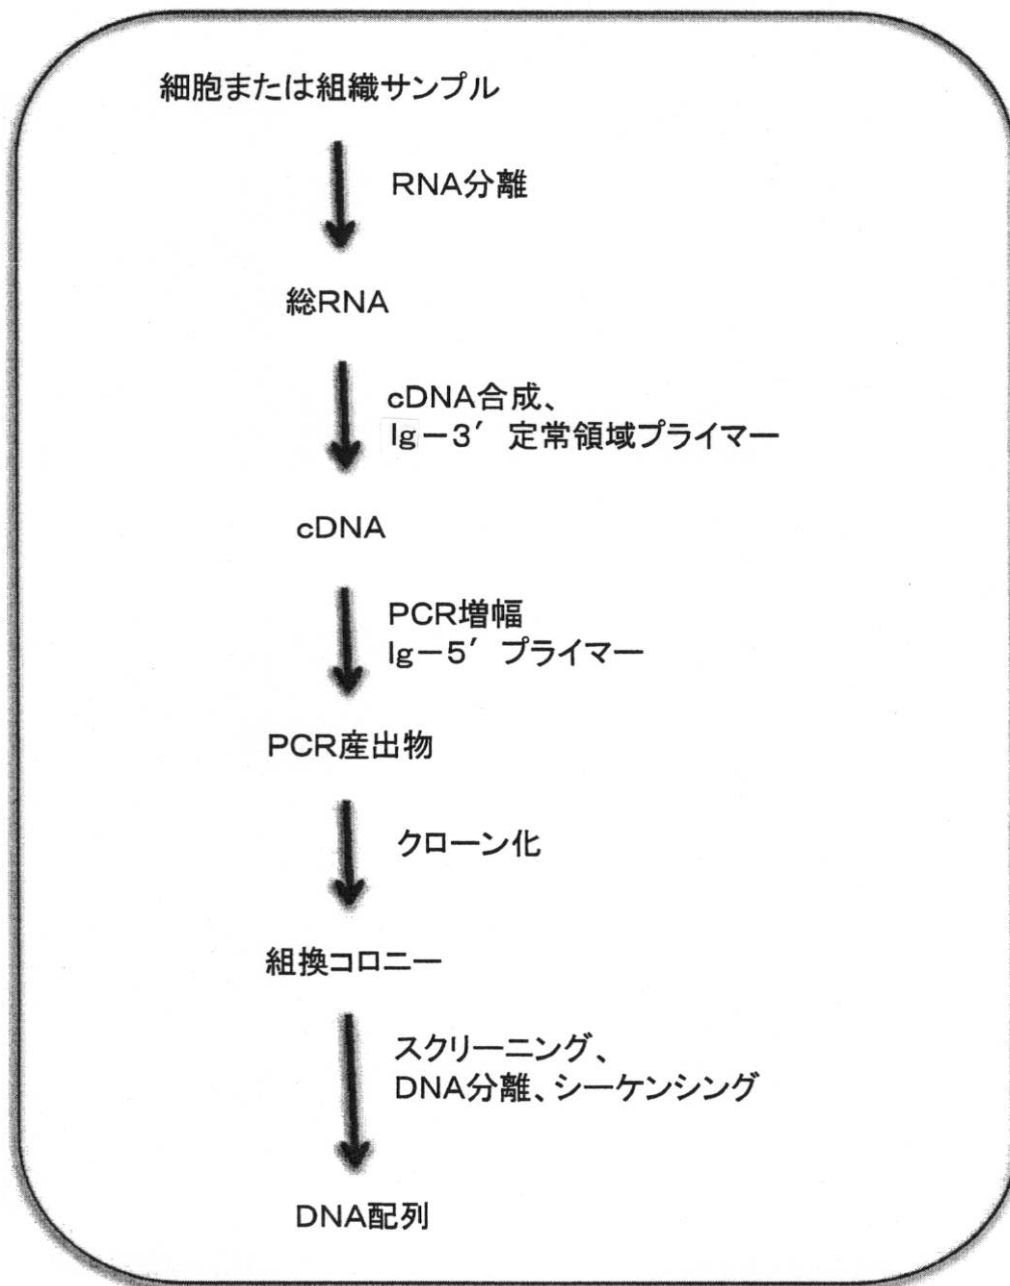 細胞または組織サンプル
RNA分離
総RNA
cDNA合成、
Ig－3′ 定常領域プライマー
cDNA
PCR増幅
Ig－5′ プライマー
PCR産出物
クローン化
組換コロニー
スクリーニング、
DNA分離、シーケンシング
DNA配列